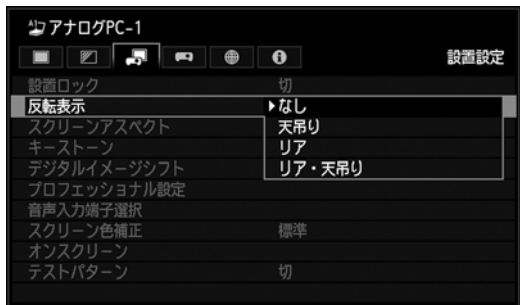 アナログPC-1
設置設定
設置ロック 切
反転表示 なし
天吊り
スクリーンアスペクト
リア
キーストーン
リア・天吊り
デジタルイメージシフト
プロフェッショナル設定
音声入力端子選択
スクリーン色補正 標準
オンスクリーン
テストパターン 切